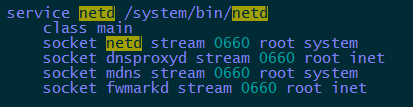 service netd /system/bin/netd
    class main
    socket netd stream 0660 root system
    socket dnsproxyd stream 0660 root inet
    socket mdns stream 0660 root system
    socket fwmarkd stream 0660 root inet